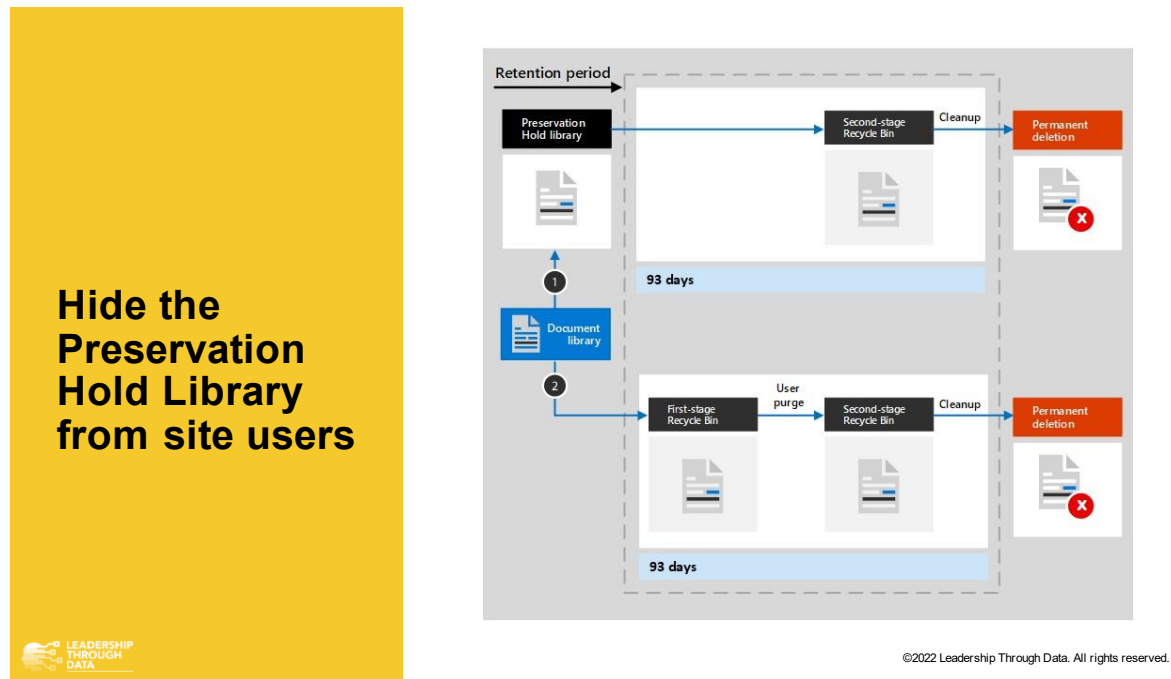 Hide the
Preservation
Hold Library
from site users
LEADERSHIP
THROUGH
DATA
Retention period
Preservation
Hold library
Second-stage
Recycle Bin
Cleanup
Permanent
deletion
X
93 days
1
Document
library
2
First-stage
Recycle Bin
User
purge
Second-stage
Recycle Bin
Cleanup
Permanent
deletion
X
93 days
©2022 Leadership Through Data. All rights reserved.